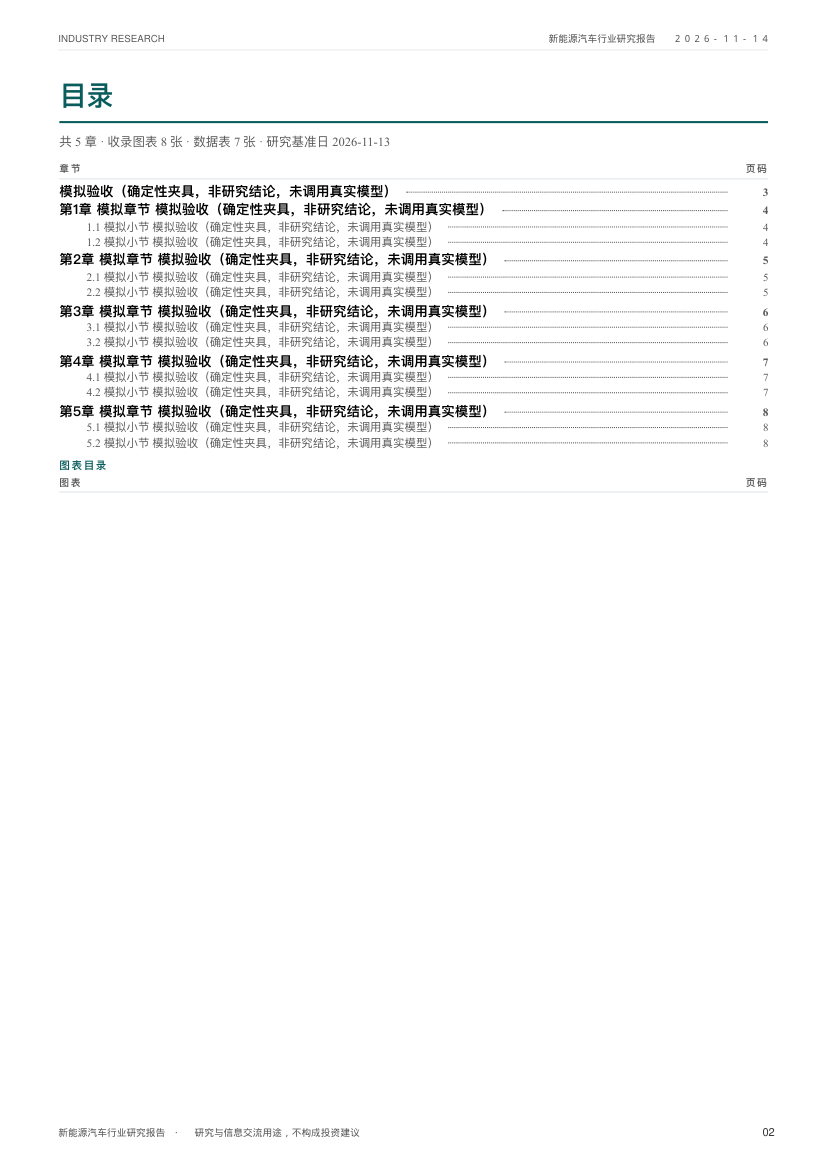 INDUSTRY RESEARCH 新能源汽车行业研究报告 2026-11-14
目录
共 5 章 · 收录图表 8 张 · 数据表 7 张 · 研究基准日 2026-11-13
章节 页码
模拟验收（确定性夹具，非研究结论，未调用真实模型） 3
第1章 模拟章节 模拟验收（确定性夹具，非研究结论，未调用真实模型） 4
1.1 模拟小节 模拟验收（确定性夹具，非研究结论，未调用真实模型） 4
1.2 模拟小节 模拟验收（确定性夹具，非研究结论，未调用真实模型） 4
第2章 模拟章节 模拟验收（确定性夹具，非研究结论，未调用真实模型） 5
2.1 模拟小节 模拟验收（确定性夹具，非研究结论，未调用真实模型） 5
2.2 模拟小节 模拟验收（确定性夹具，非研究结论，未调用真实模型） 5
第3章 模拟章节 模拟验收（确定性夹具，非研究结论，未调用真实模型） 6
3.1 模拟小节 模拟验收（确定性夹具，非研究结论，未调用真实模型） 6
3.2 模拟小节 模拟验收（确定性夹具，非研究结论，未调用真实模型） 6
第4章 模拟章节 模拟验收（确定性夹具，非研究结论，未调用真实模型） 7
4.1 模拟小节 模拟验收（确定性夹具，非研究结论，未调用真实模型） 7
4.2 模拟小节 模拟验收（确定性夹具，非研究结论，未调用真实模型） 7
第5章 模拟章节 模拟验收（确定性夹具，非研究结论，未调用真实模型） 8
5.1 模拟小节 模拟验收（确定性夹具，非研究结论，未调用真实模型） 8
5.2 模拟小节 模拟验收（确定性夹具，非研究结论，未调用真实模型） 8
图表目录
图表 页码
新能源汽车行业研究报告 · 研究与信息交流用途，不构成投资建议 02